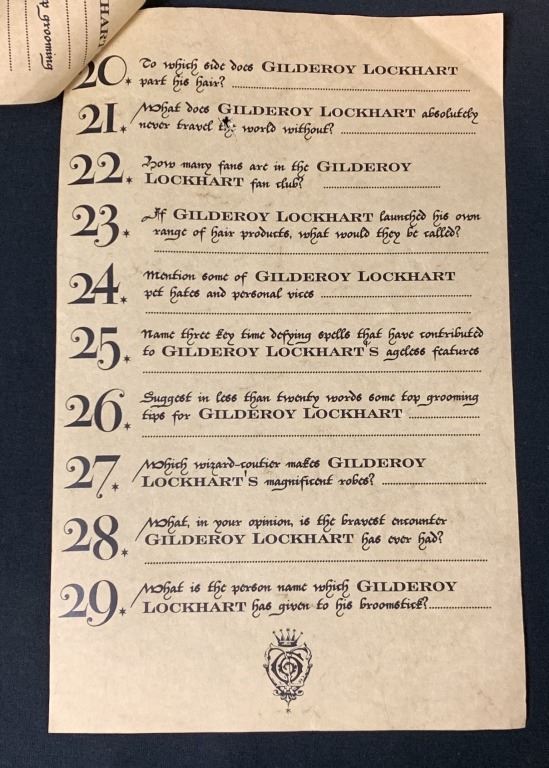 HART
grooming
20. To which side does GILDEROY LOCKHART
part his hair?
21. What does GILDEROY LOCKHART absolutely
never travel the world without?
22. How many fans are in the GILDEROY
LOCKHART fan club?
23. If GILDEROY LOCKHART launched his own
range of hair products, what would they be called?
24. Mention some of GILDEROY LOCKHART
pet hates and personal vices
25. Name three key time defying spells that have contributed
to GILDEROY LOCKHART'S ageless features
26. Suggest in less than twenty words some top grooming
tips for GILDEROY LOCKHART
27. Which wizard-coutier makes GILDEROY
LOCKHART'S magnificent robes?
28. What, in your opinion, is the bravest encounter
GILDEROY LOCKHART has ever had?
29. What is the person name which GILDEROY
LOCKHART has given to his broomstick?